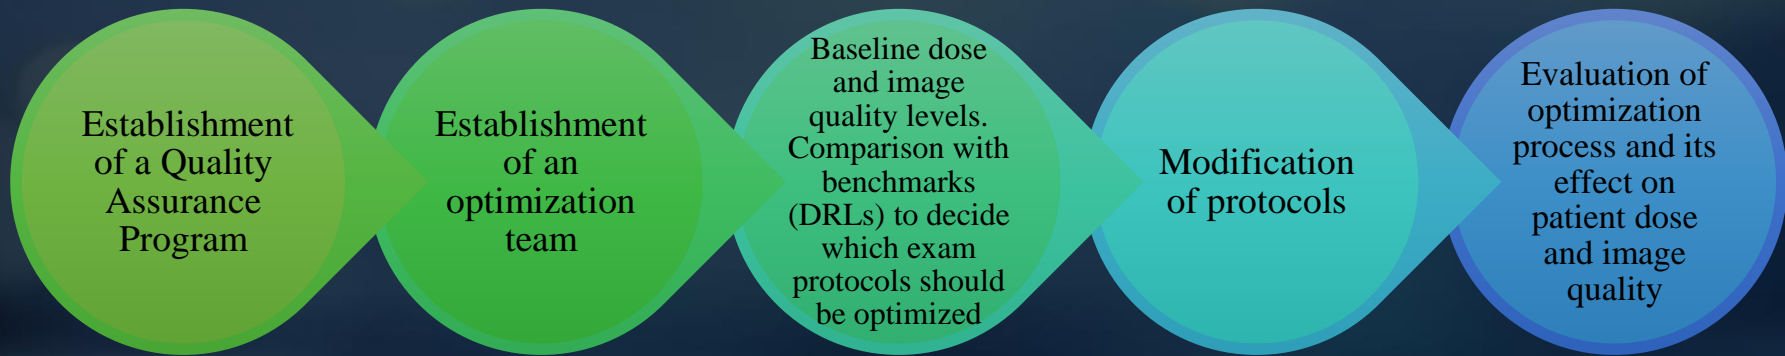 Establishment
of a Quality
Assurance
Program
Establishment
of an
optimization
team
Baseline dose
and image
quality levels.
Comparison with
benchmarks
(DRLs) to decide
which exam
protocols should
be optimized
Modification
of protocols
Evaluation of
optimization
process and its
effect on
patient dose
and image
quality